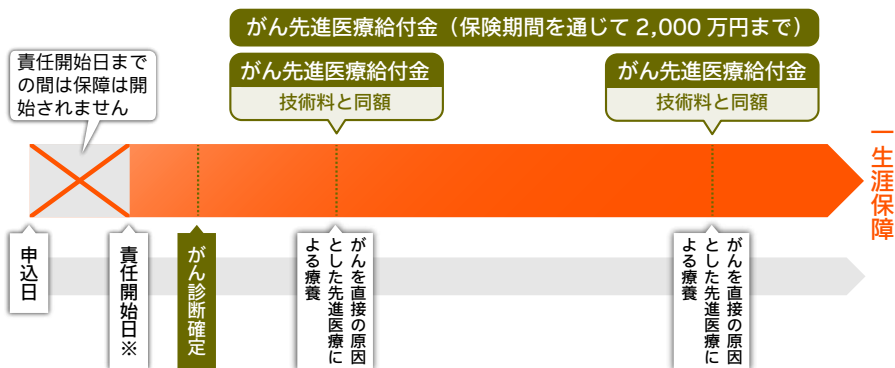 がん先進医療給付金（保険期間を通じて 2,000 万円まで）
責任開始日まで
の間は保障は開
始されません
がん先進医療給付金
技術料と同額
がん先進医療給付金
技術料と同額
一生涯保障
申込日
責任開始日※
がん診断確定
がんを直接の原因
とした先進医療に
よる療養
がんを直接の原因
とした先進医療に
よる療養